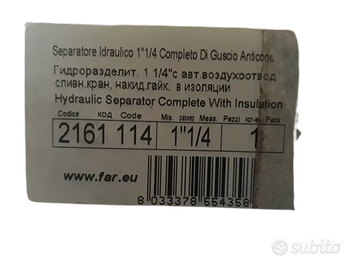 Separatore Idraulico 1"1/4 Completo Di Guscio Anticond
Гидроразделит. 1 1/4"с авт.воздухоотвод
сливн.кран, накид.гайк. в изоляции
Hydraulic Separator Complete With Insulation
Codice код Code Mis. размер Meas. Pezzi кол-во Pack
2161 114 1"1/4 1
www.far.eu
8 033378 554358
subito